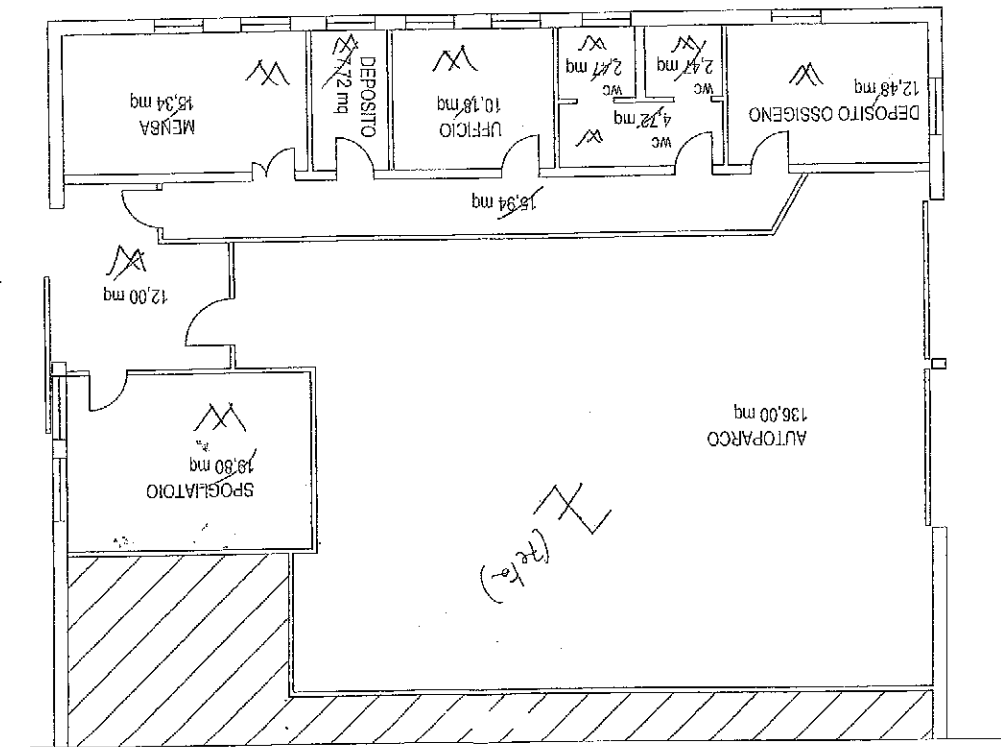 (zeta)
Z
SPOGLIATOIO
19,80 mq
AUTOPARCO
136,00 mq
12,00 mq
15,94 mq
DEPOSITO OSSIGENO
12,48 mq
WC
4,72 mq
WC
2,47 mq
WC
2,47 mq
UFFICIO
10,18 mq
DEPOSITO
7,72 mq
MENSA
15,34 mq